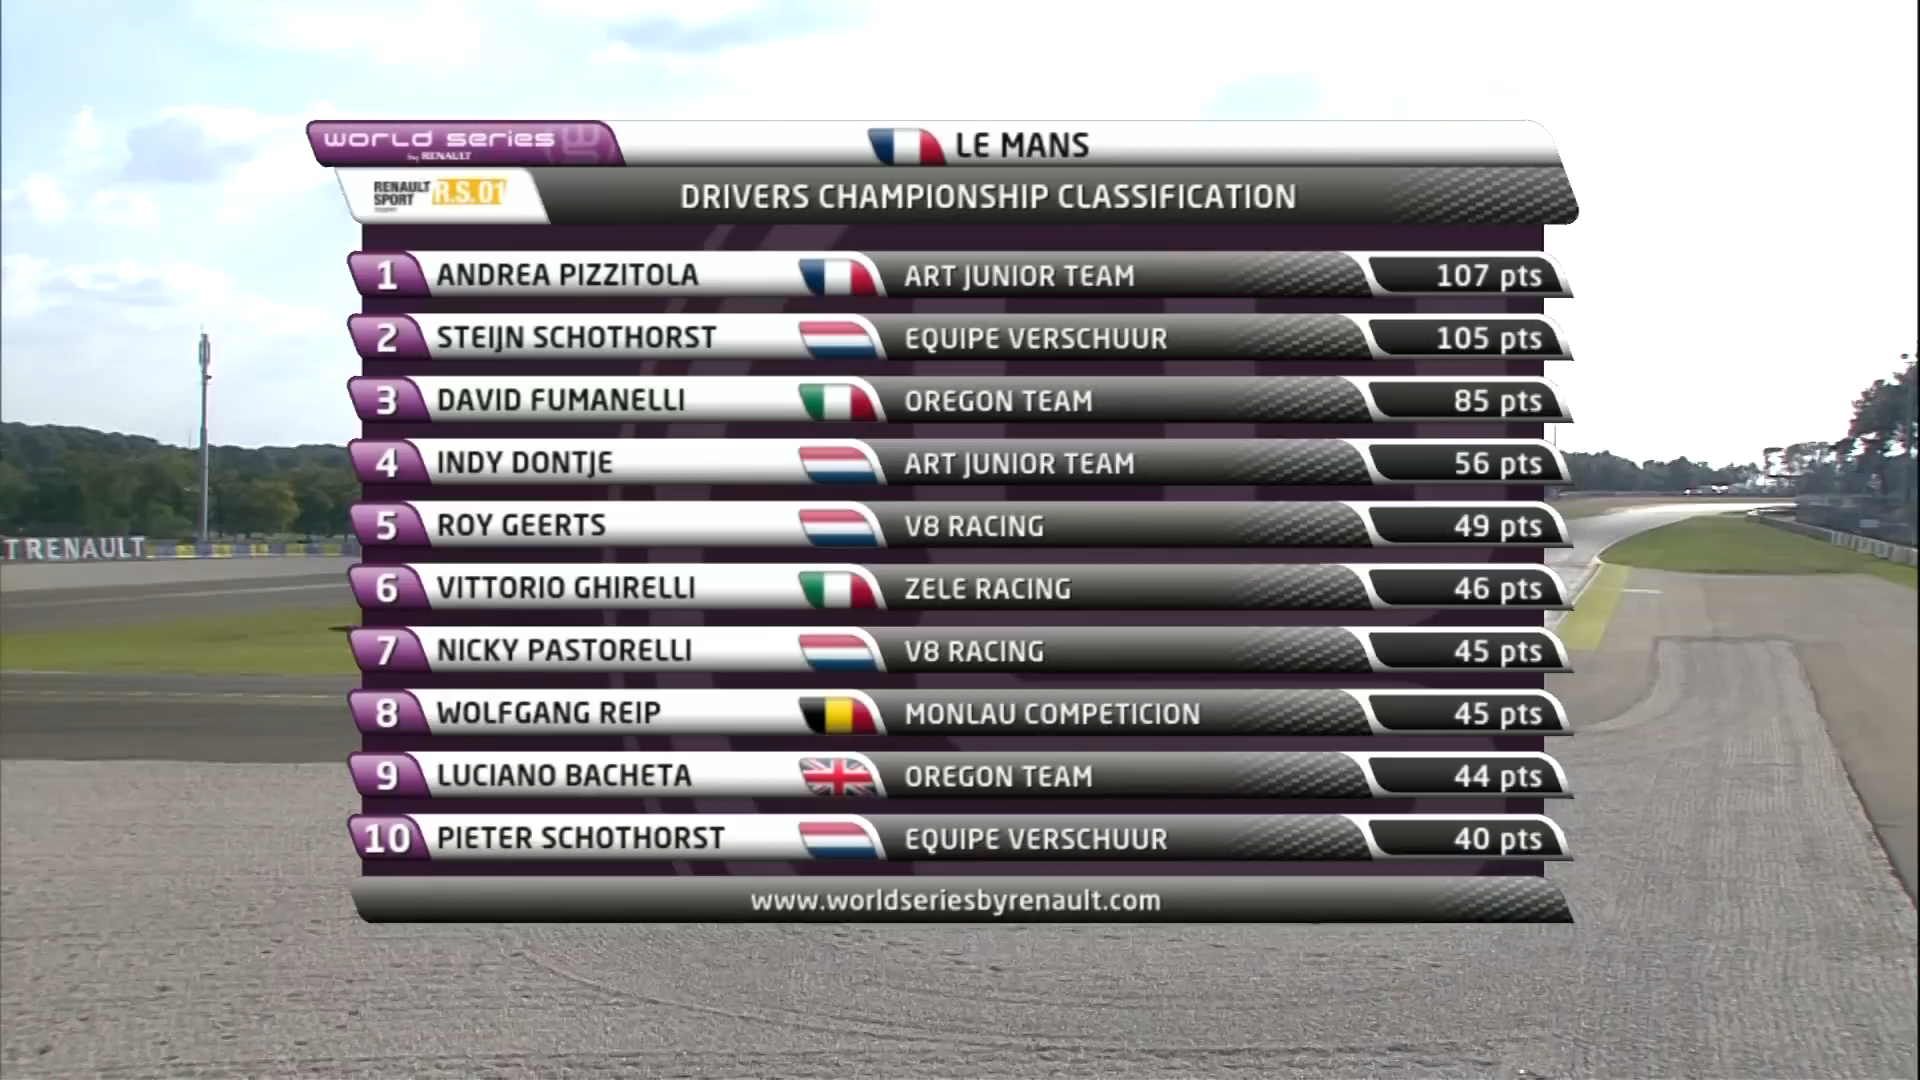 world series
by RENAULT
LE MANS
RENAULT SPORT R.S.01
DRIVERS CHAMPIONSHIP CLASSIFICATION
1 ANDREA PIZZITOLA ART JUNIOR TEAM 107 pts
2 STEIJN SCHOTHORST EQUIPE VERSCHUUR 105 pts
3 DAVID FUMANELLI OREGON TEAM 85 pts
4 INDY DONTJE ART JUNIOR TEAM 56 pts
5 ROY GEERTS V8 RACING 49 pts
6 VITTORIO GHIRELLI ZELE RACING 46 pts
7 NICKY PASTORELLI V8 RACING 45 pts
8 WOLFGANG REIP MONLAU COMPETICION 45 pts
9 LUCIANO BACHETA OREGON TEAM 44 pts
10 PIETER SCHOTHORST EQUIPE VERSCHUUR 40 pts
www.worldseriesbyrenault.com
T RENAULT